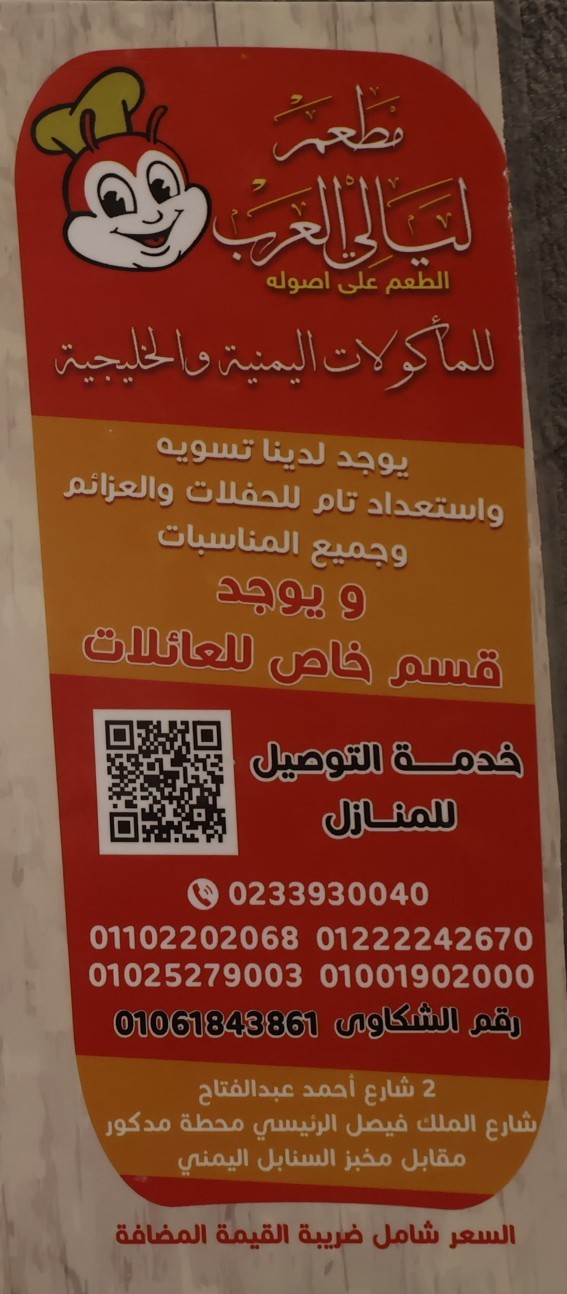 مطعم
ليالي العرب
الطعم على اصوله
للمأكولات اليمنية والخليجية
يوجد لدينا تسويه
واستعداد تام للحفلات والعزائم
وجميع المناسبات
و يوجد
قسم خاص للعائلات
خدمـــة التوصيل
للمنــازل
0233930040
01102202068 01222242670
01025279003 01001902000
رقم الشكاوى 01061843861
2 شارع أحمد عبدالفتاح
شارع الملك فيصل الرئيسي محطة مدكور
مقابل مخبز السنابل اليمني
السعر شامل ضريبة القيمة المضافة